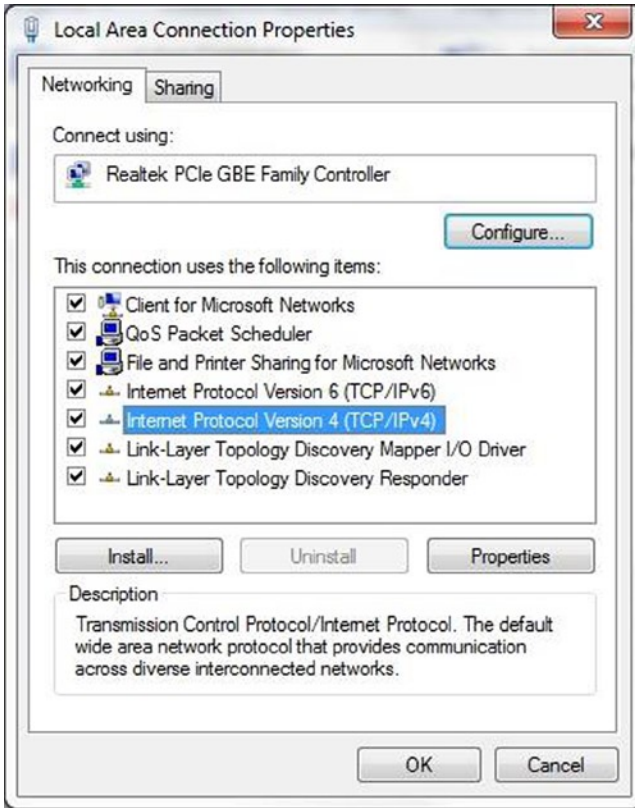 Local Area Connection Properties
Networking
Sharing
Connect using:
Realtek PCIe GBE Family Controller
Configure...
This connection uses the following items:
Client for Microsoft Networks
QoS Packet Scheduler
File and Printer Sharing for Microsoft Networks
Internet Protocol Version 6 (TCP/IPv6)
Internet Protocol Version 4 (TCP/IPv4)
Link-Layer Topology Discovery Mapper I/O Driver
Link-Layer Topology Discovery Responder
Install...
Uninstall
Properties
Description
Transmission Control Protocol/Internet Protocol. The default
wide area network protocol that provides communication
across diverse interconnected networks.
OK
Cancel